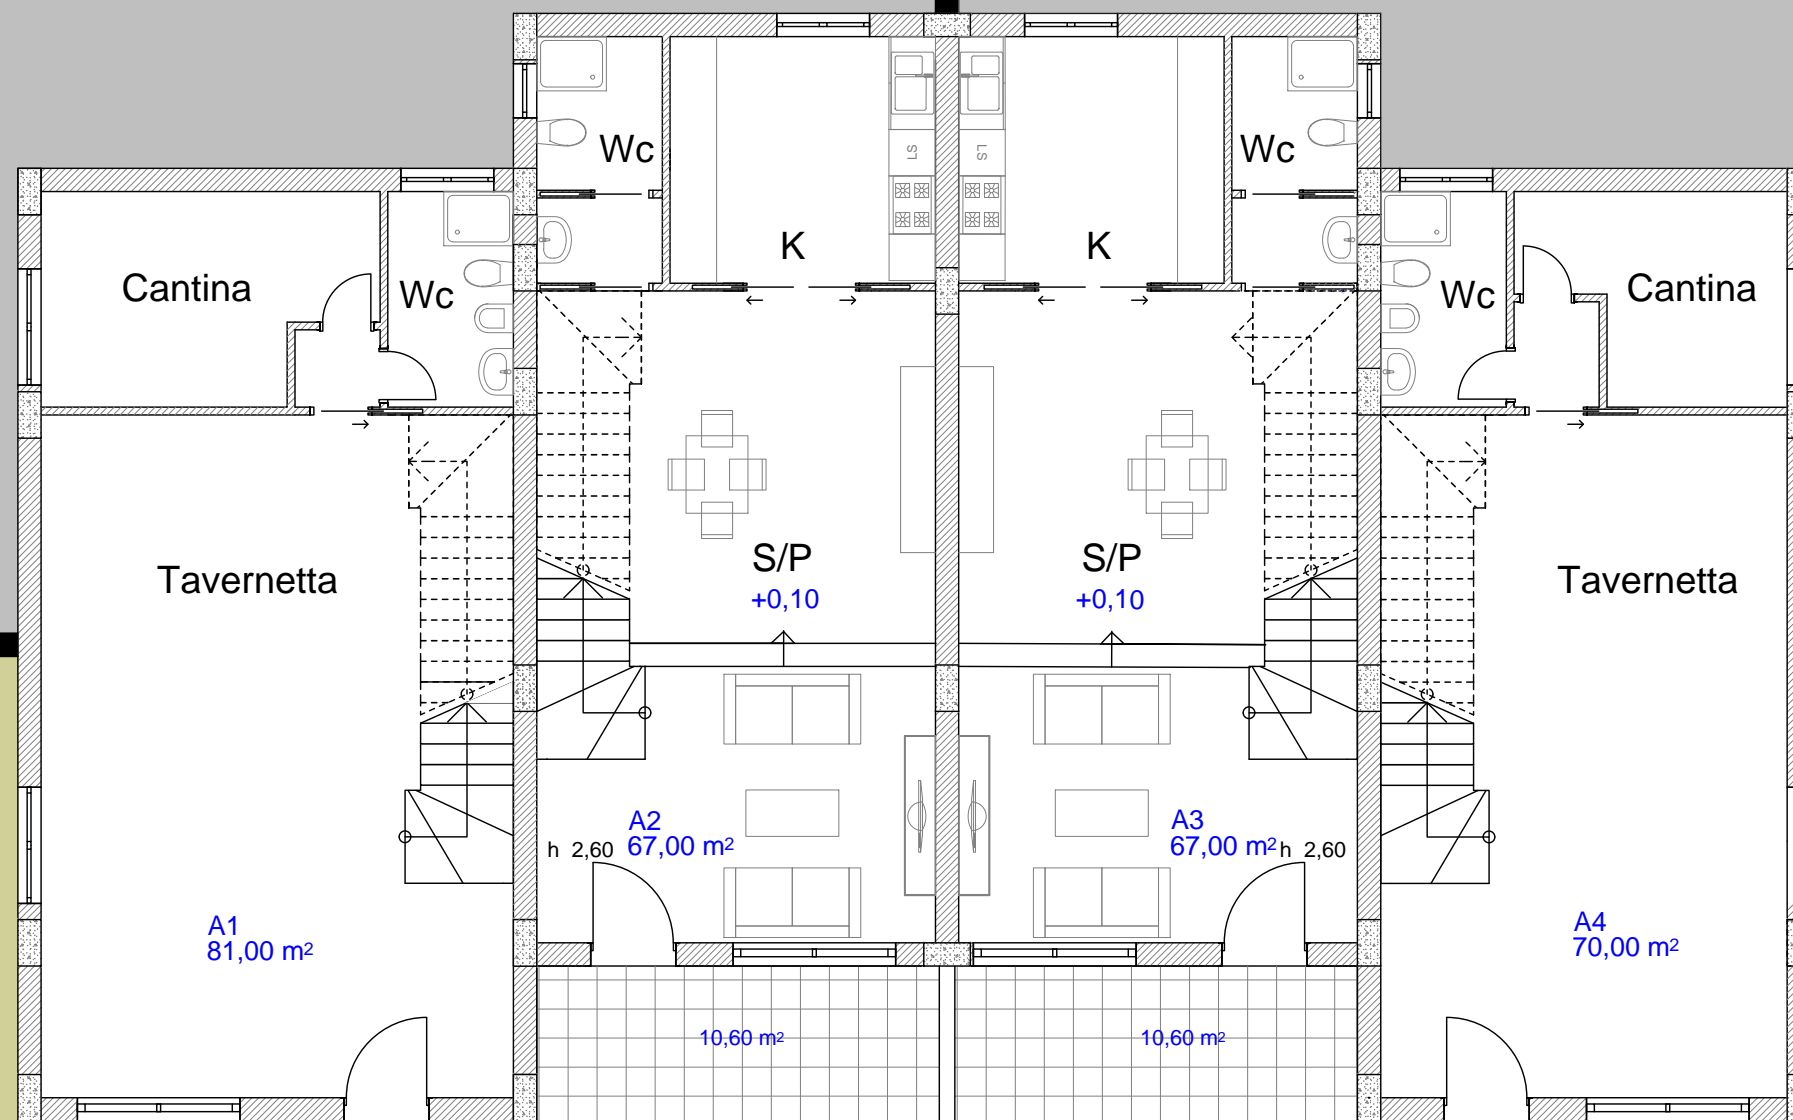 Wc
Wc
LS
LS
K
K
Cantina
Wc
Wc
Cantina
S/P
+0,10
S/P
+0,10
Tavernetta
Tavernetta
A2
67,00 m²
h 2,60
A3
67,00 m²
h 2,60
A1
81,00 m²
A4
70,00 m²
10,60 m²
10,60 m²